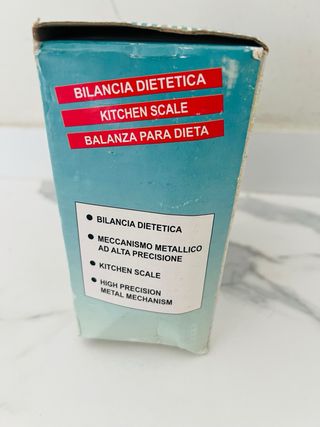 BILANCIA DIETETICA
KITCHEN SCALE
BALANZA PARA DIETA
● BILANCIA DIETETICA
● MECCANISMO METALLICO
AD ALTA PRECISIONE
● KITCHEN SCALE
● HIGH PRECISION
METAL MECHANISM